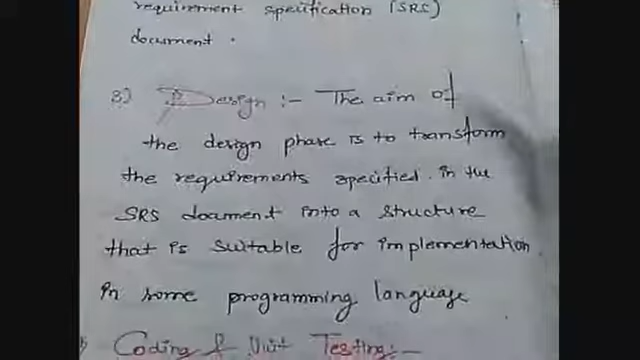 requirement specification (SRS)
document.
3) Design :- The aim of
the design phase is to transform
the requirements specified in the
SRS document into a structure
that is suitable for implementation
in some programming language
Coding & Unit Testing:-